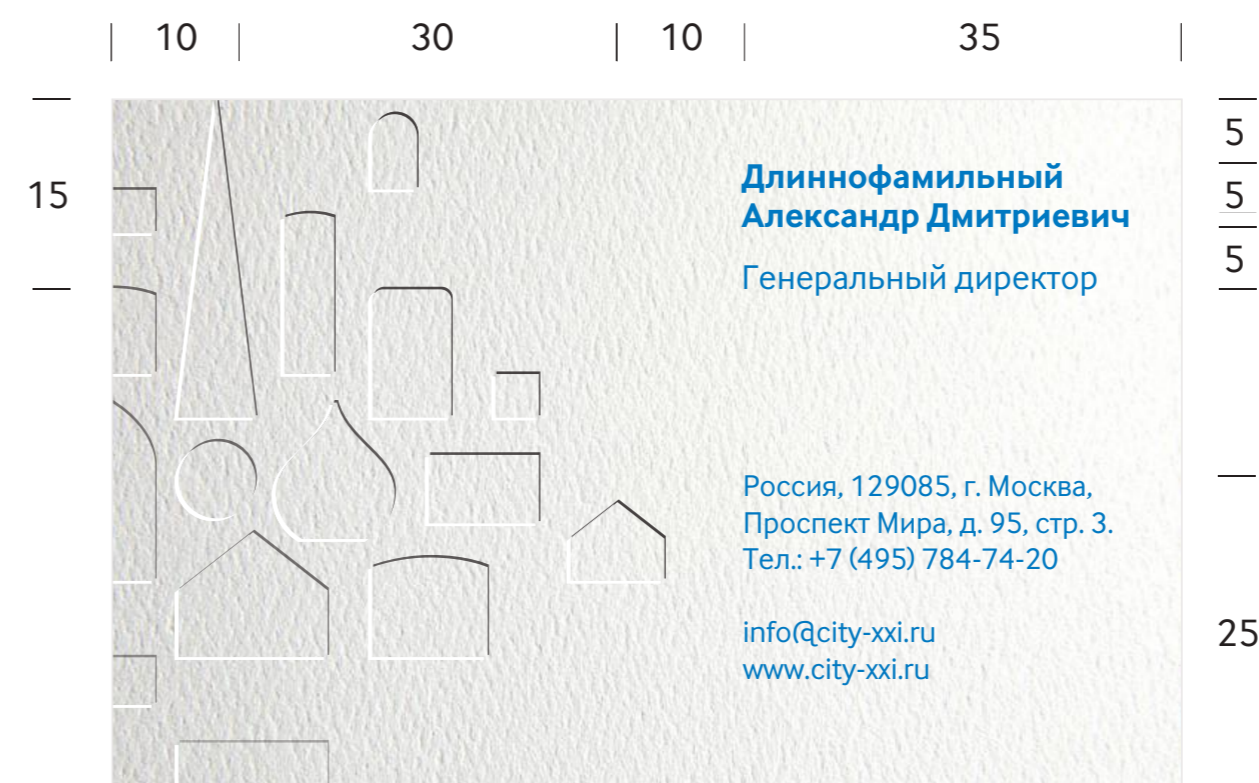 10 30 10 35
15
5
5
5
25
Длиннофамильный
Александр Дмитриевич
Генеральный директор
Россия, 129085, г. Москва,
Проспект Мира, д. 95, стр. 3.
Тел.: +7 (495) 784-74-20
info@city-xxi.ru
www.city-xxi.ru